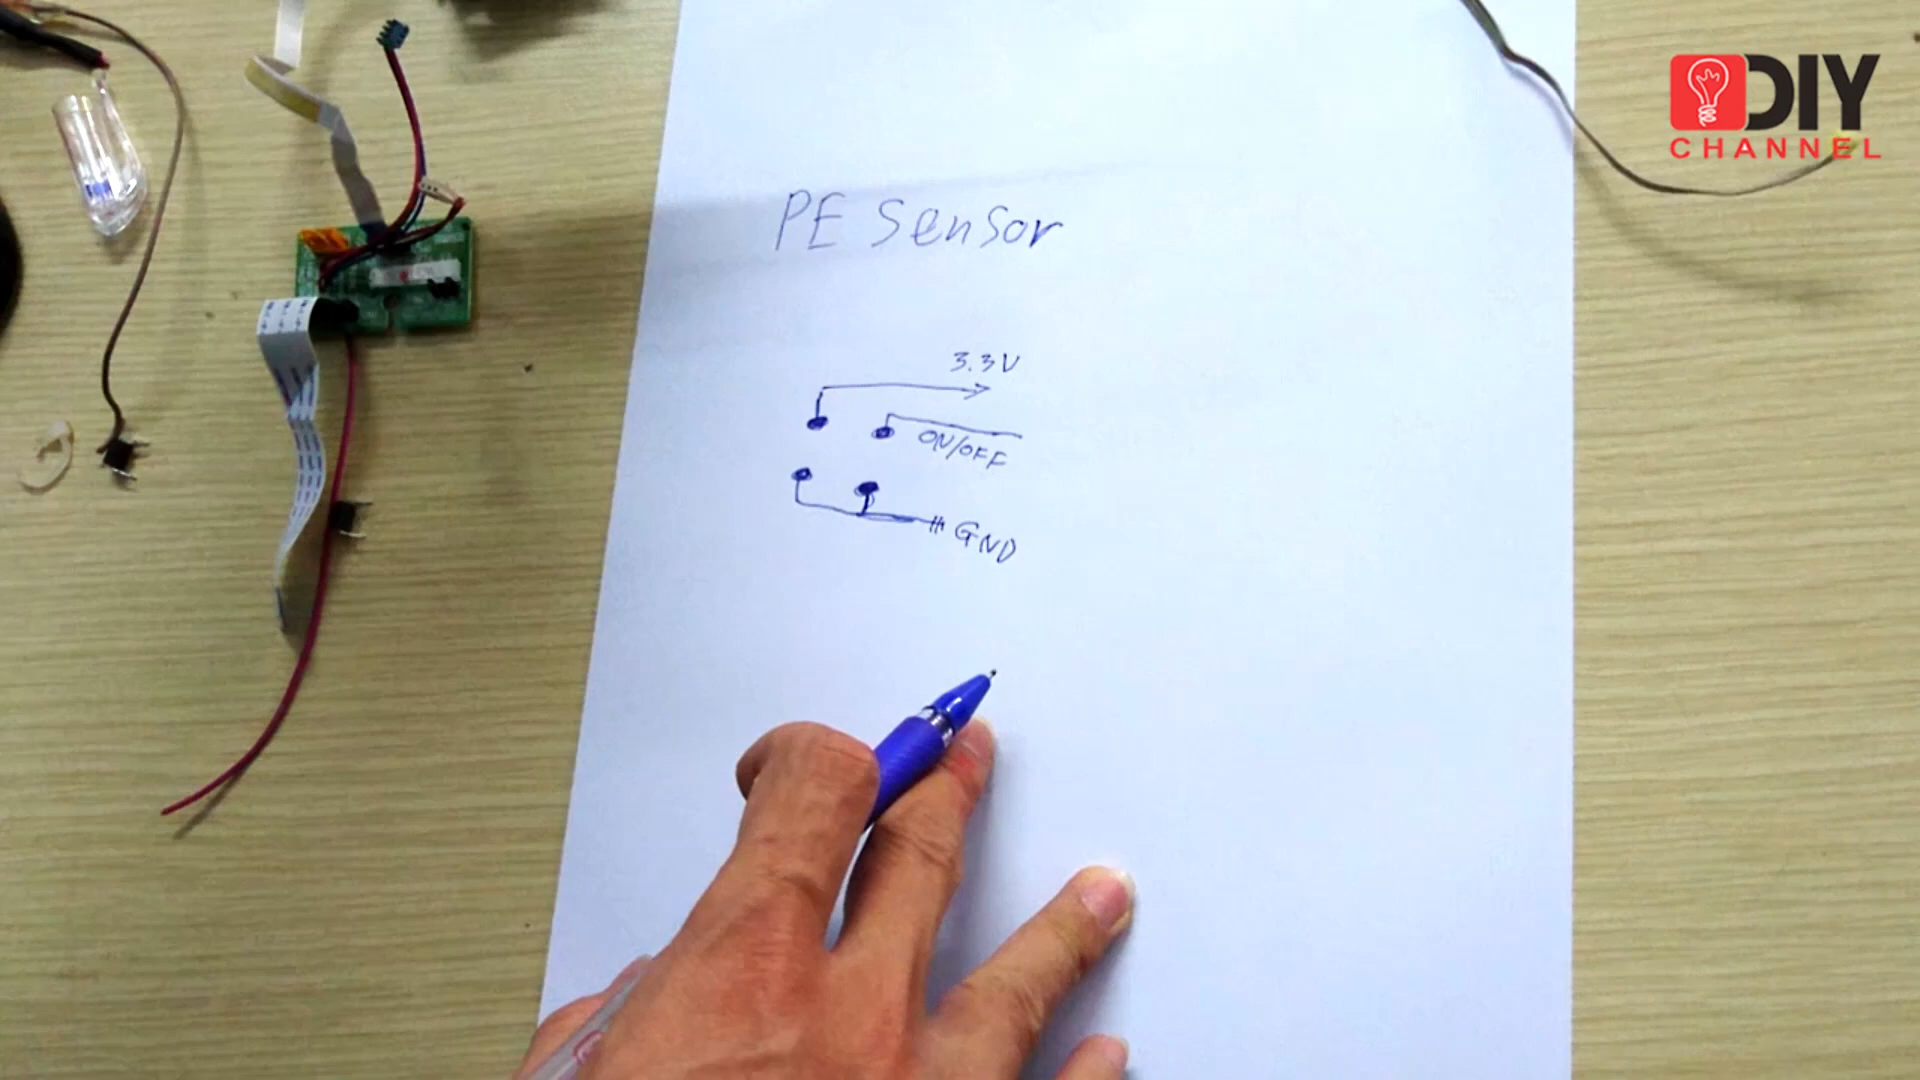 DIY
CHANNEL
PE Sensor
3.3V
ON/OFF
GND